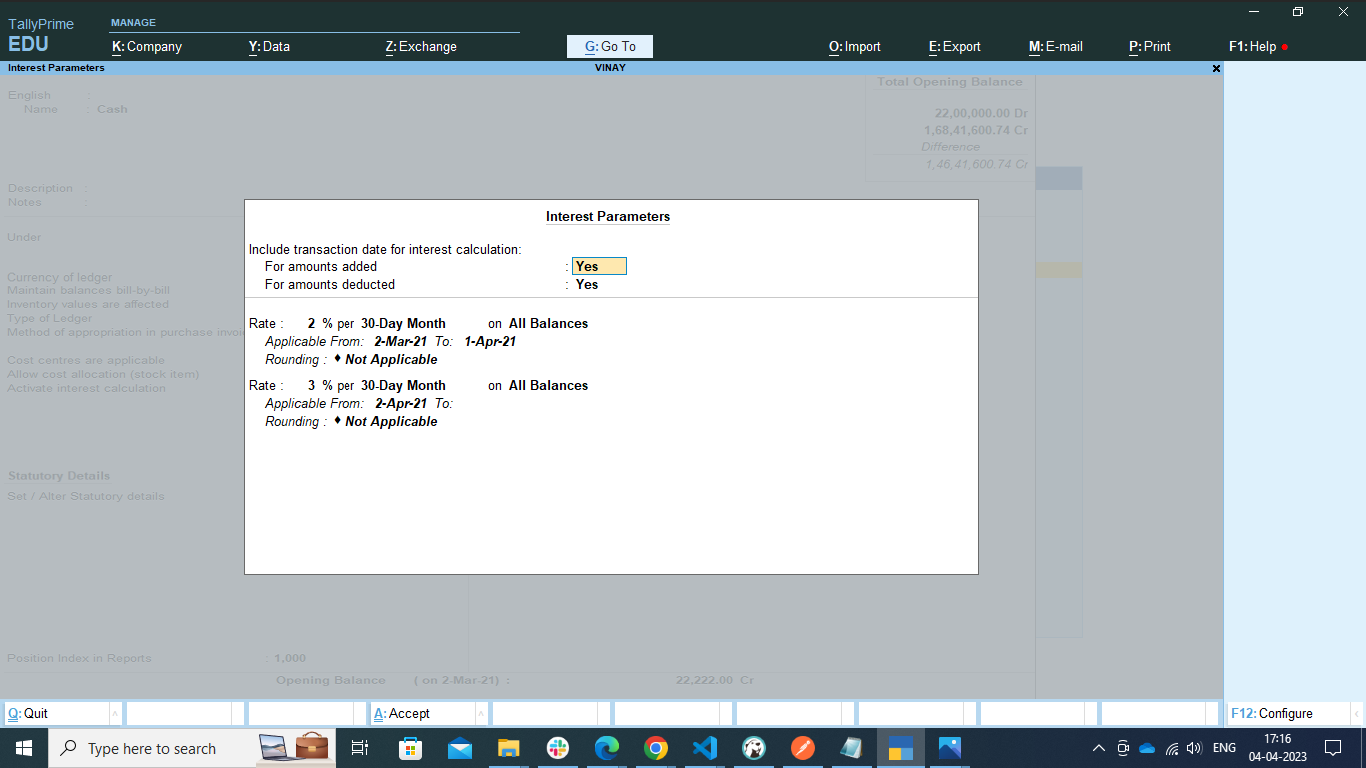 TallyPrime
EDU
MANAGE
K: Company Y: Data Z: Exchange G: Go To O: Import E: Export M: E-mail P: Print F1: Help
Interest Parameters VINAY
Total Opening Balance
English :
Name : Cash
22,00,000.00 Dr
1,68,41,600.74 Cr
Difference
1,46,41,600.74 Cr
Description :
Notes :
Under
Currency of ledger
Maintain balances bill-by-bill
Inventory values are affected
Type of Ledger
Method of appropriation in purchase invoi
Cost centres are applicable
Allow cost allocation (stock item)
Activate interest calculation
Statutory Details
Set / Alter Statutory details
Interest Parameters
Include transaction date for interest calculation:
For amounts added : Yes
For amounts deducted : Yes
Rate : 2 % per 30-Day Month on All Balances
Applicable From: 2-Mar-21 To: 1-Apr-21
Rounding : ♦ Not Applicable
Rate : 3 % per 30-Day Month on All Balances
Applicable From: 2-Apr-21 To:
Rounding : ♦ Not Applicable
Position Index in Reports : 1,000
Opening Balance ( on 2-Mar-21) : 22,222.00 Cr
Q: Quit A: Accept F12: Configure
Type here to search
ENG
17:16
04-04-2023